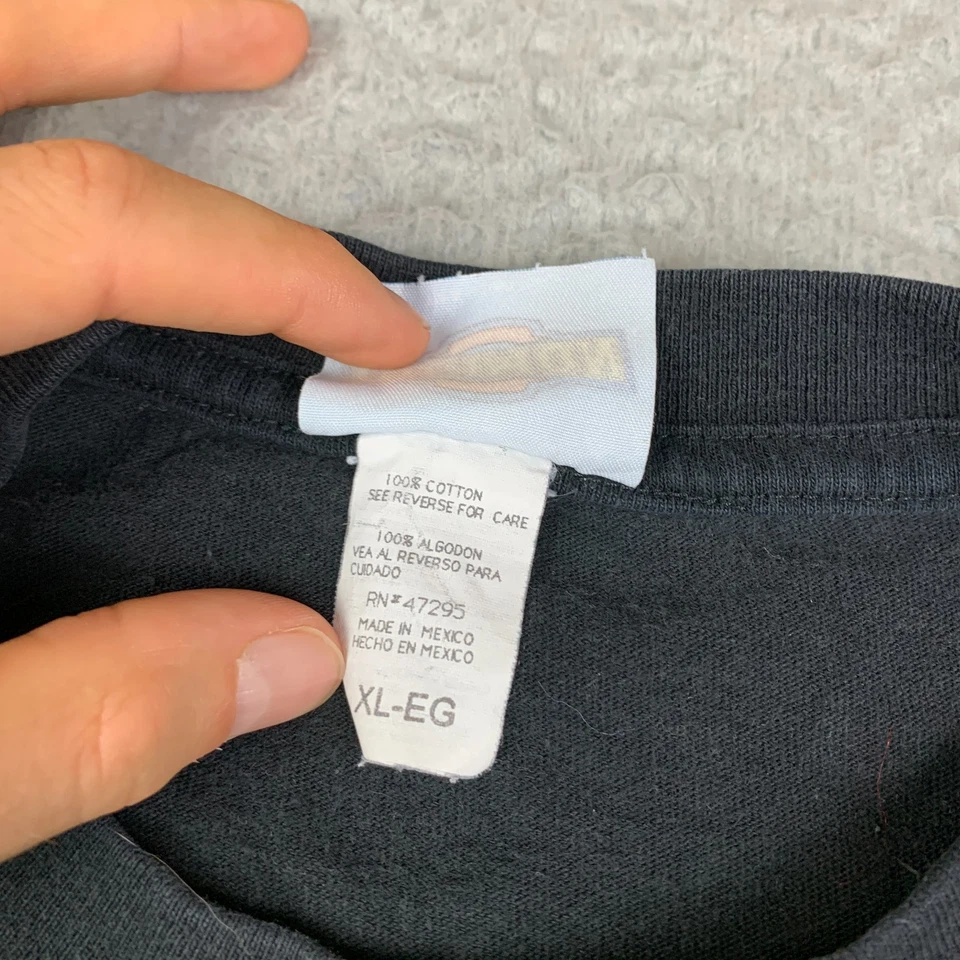 100% COTTON
SEE REVERSE FOR CARE
100% ALGODON
VEA AL REVERSO PARA
CUIDADO
RN#47295
MADE IN MEXICO
HECHO EN MEXICO
XL-EG